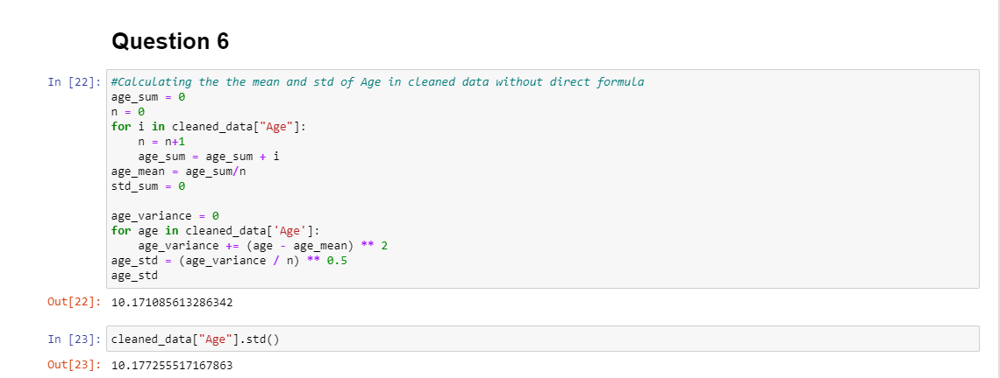 Question 6
In [22]: #Calculating the the mean and std of Age in cleaned data without direct formula
age_sum = 0
n = 0
for i in cleaned_data["Age"]:
    n = n+1
    age_sum = age_sum + i
age_mean = age_sum/n
std_sum = 0

age_variance = 0
for age in cleaned_data['Age']:
    age_variance += (age - age_mean) ** 2
age_std = (age_variance / n) ** 0.5
age_std
Out[22]: 10.171085613286342
In [23]: cleaned_data["Age"].std()
Out[23]: 10.177255517167863